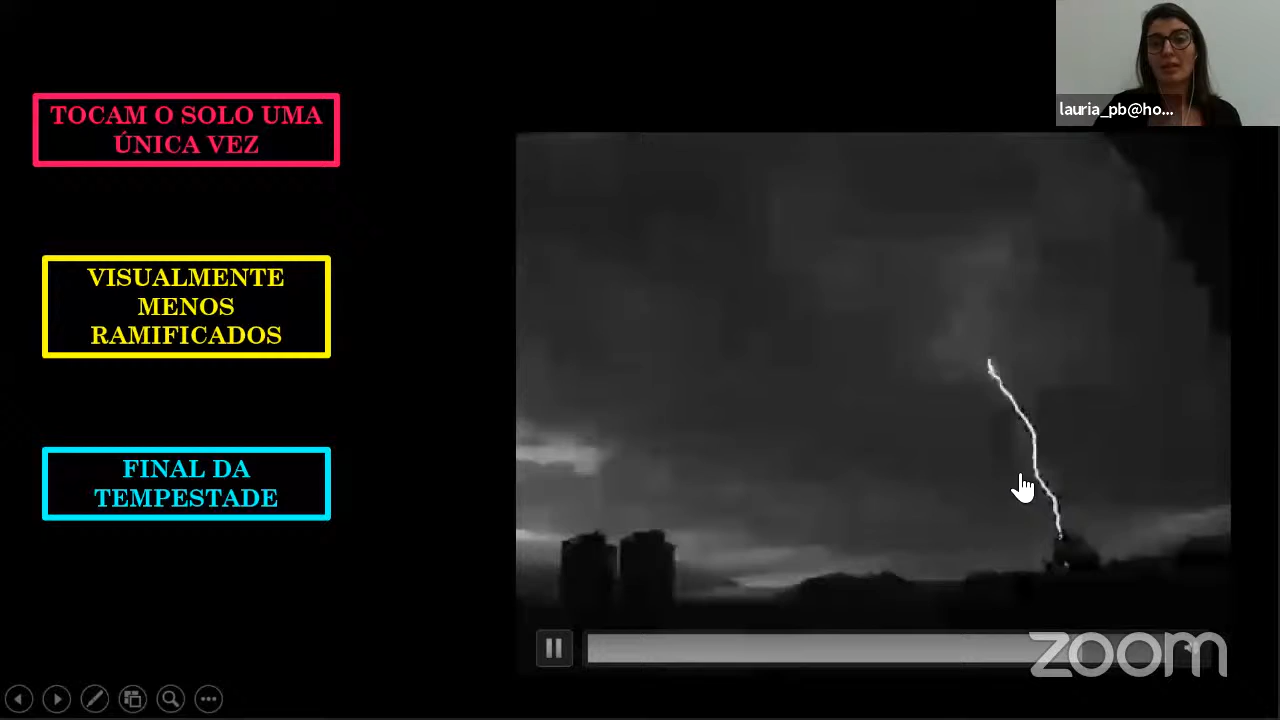 lauria_pb@ho...
TOCAM O SOLO UMA
ÚNICA VEZ
VISUALMENTE
MENOS
RAMIFICADOS
FINAL DA
TEMPESTADE
zoom